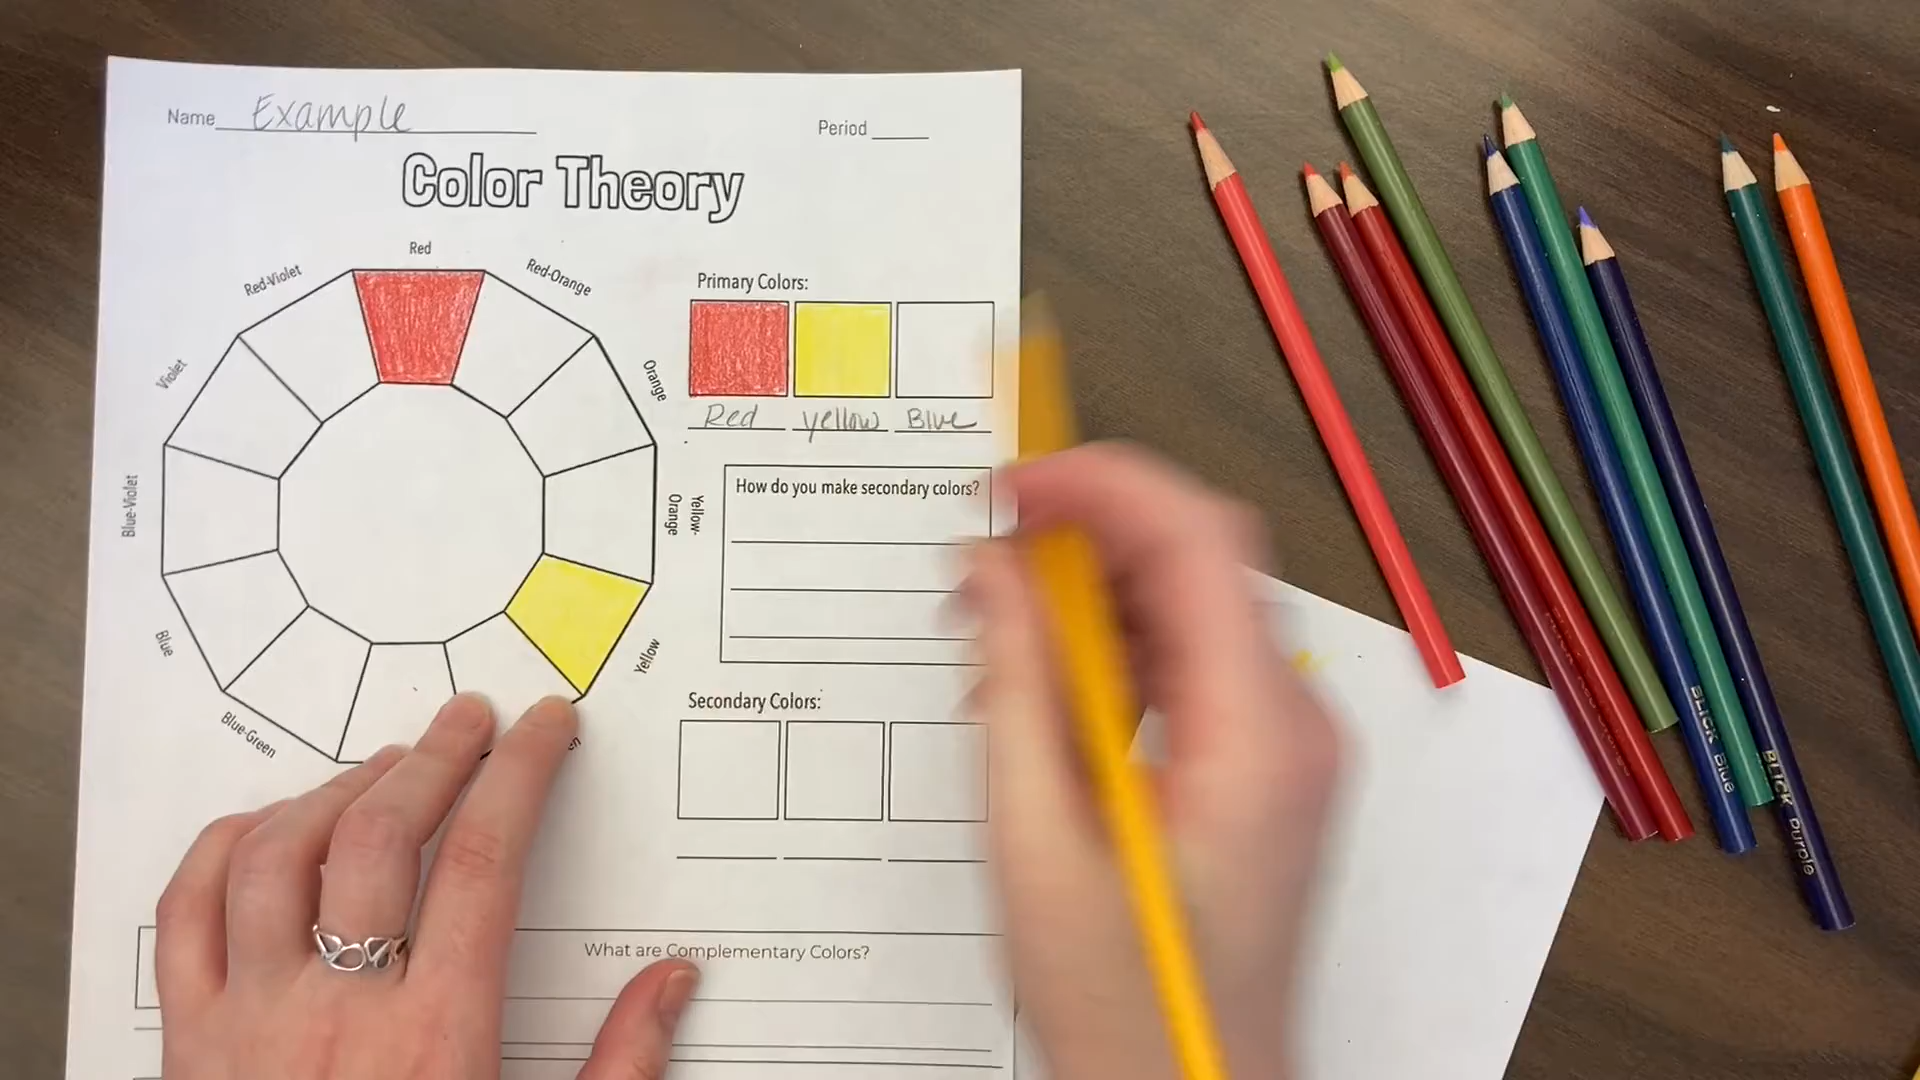 Name Example
Period
Color Theory
Red
Red-Violet
Red-Orange
Violet
Orange
Blue-Violet
Yellow-
Orange
Blue
Yellow
Blue-Green
Primary Colors:
Red yellow Blue
How do you make secondary colors?
Secondary Colors:
What are Complementary Colors?
BLICK Blue
BLICK Purple